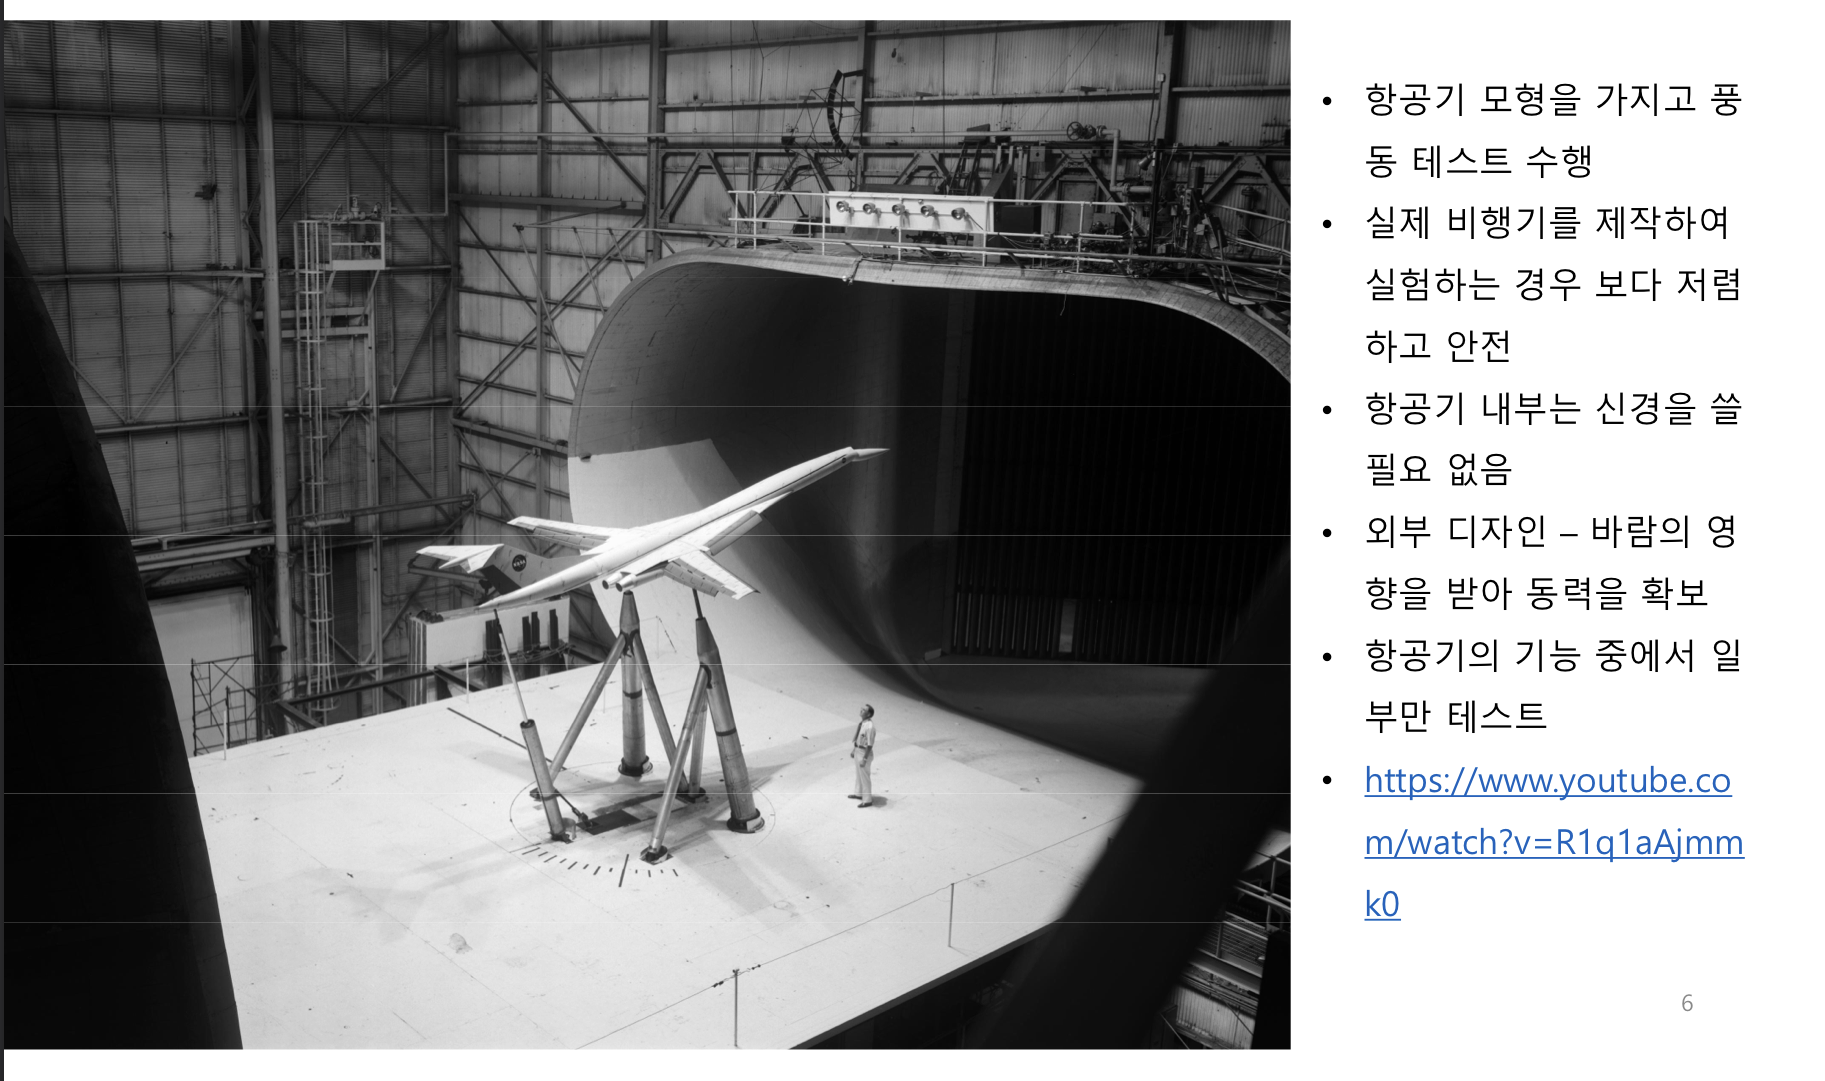 • 항공기 모형을 가지고 풍
동 테스트 수행
• 실제 비행기를 제작하여
실험하는 경우 보다 저렴
하고 안전
• 항공기 내부는 신경을 쓸
필요 없음
• 외부 디자인 – 바람의 영
향을 받아 동력을 확보
• 항공기의 기능 중에서 일
부만 테스트
• https://www.youtube.co
m/watch?v=R1q1aAjmm
k0
6
NASA